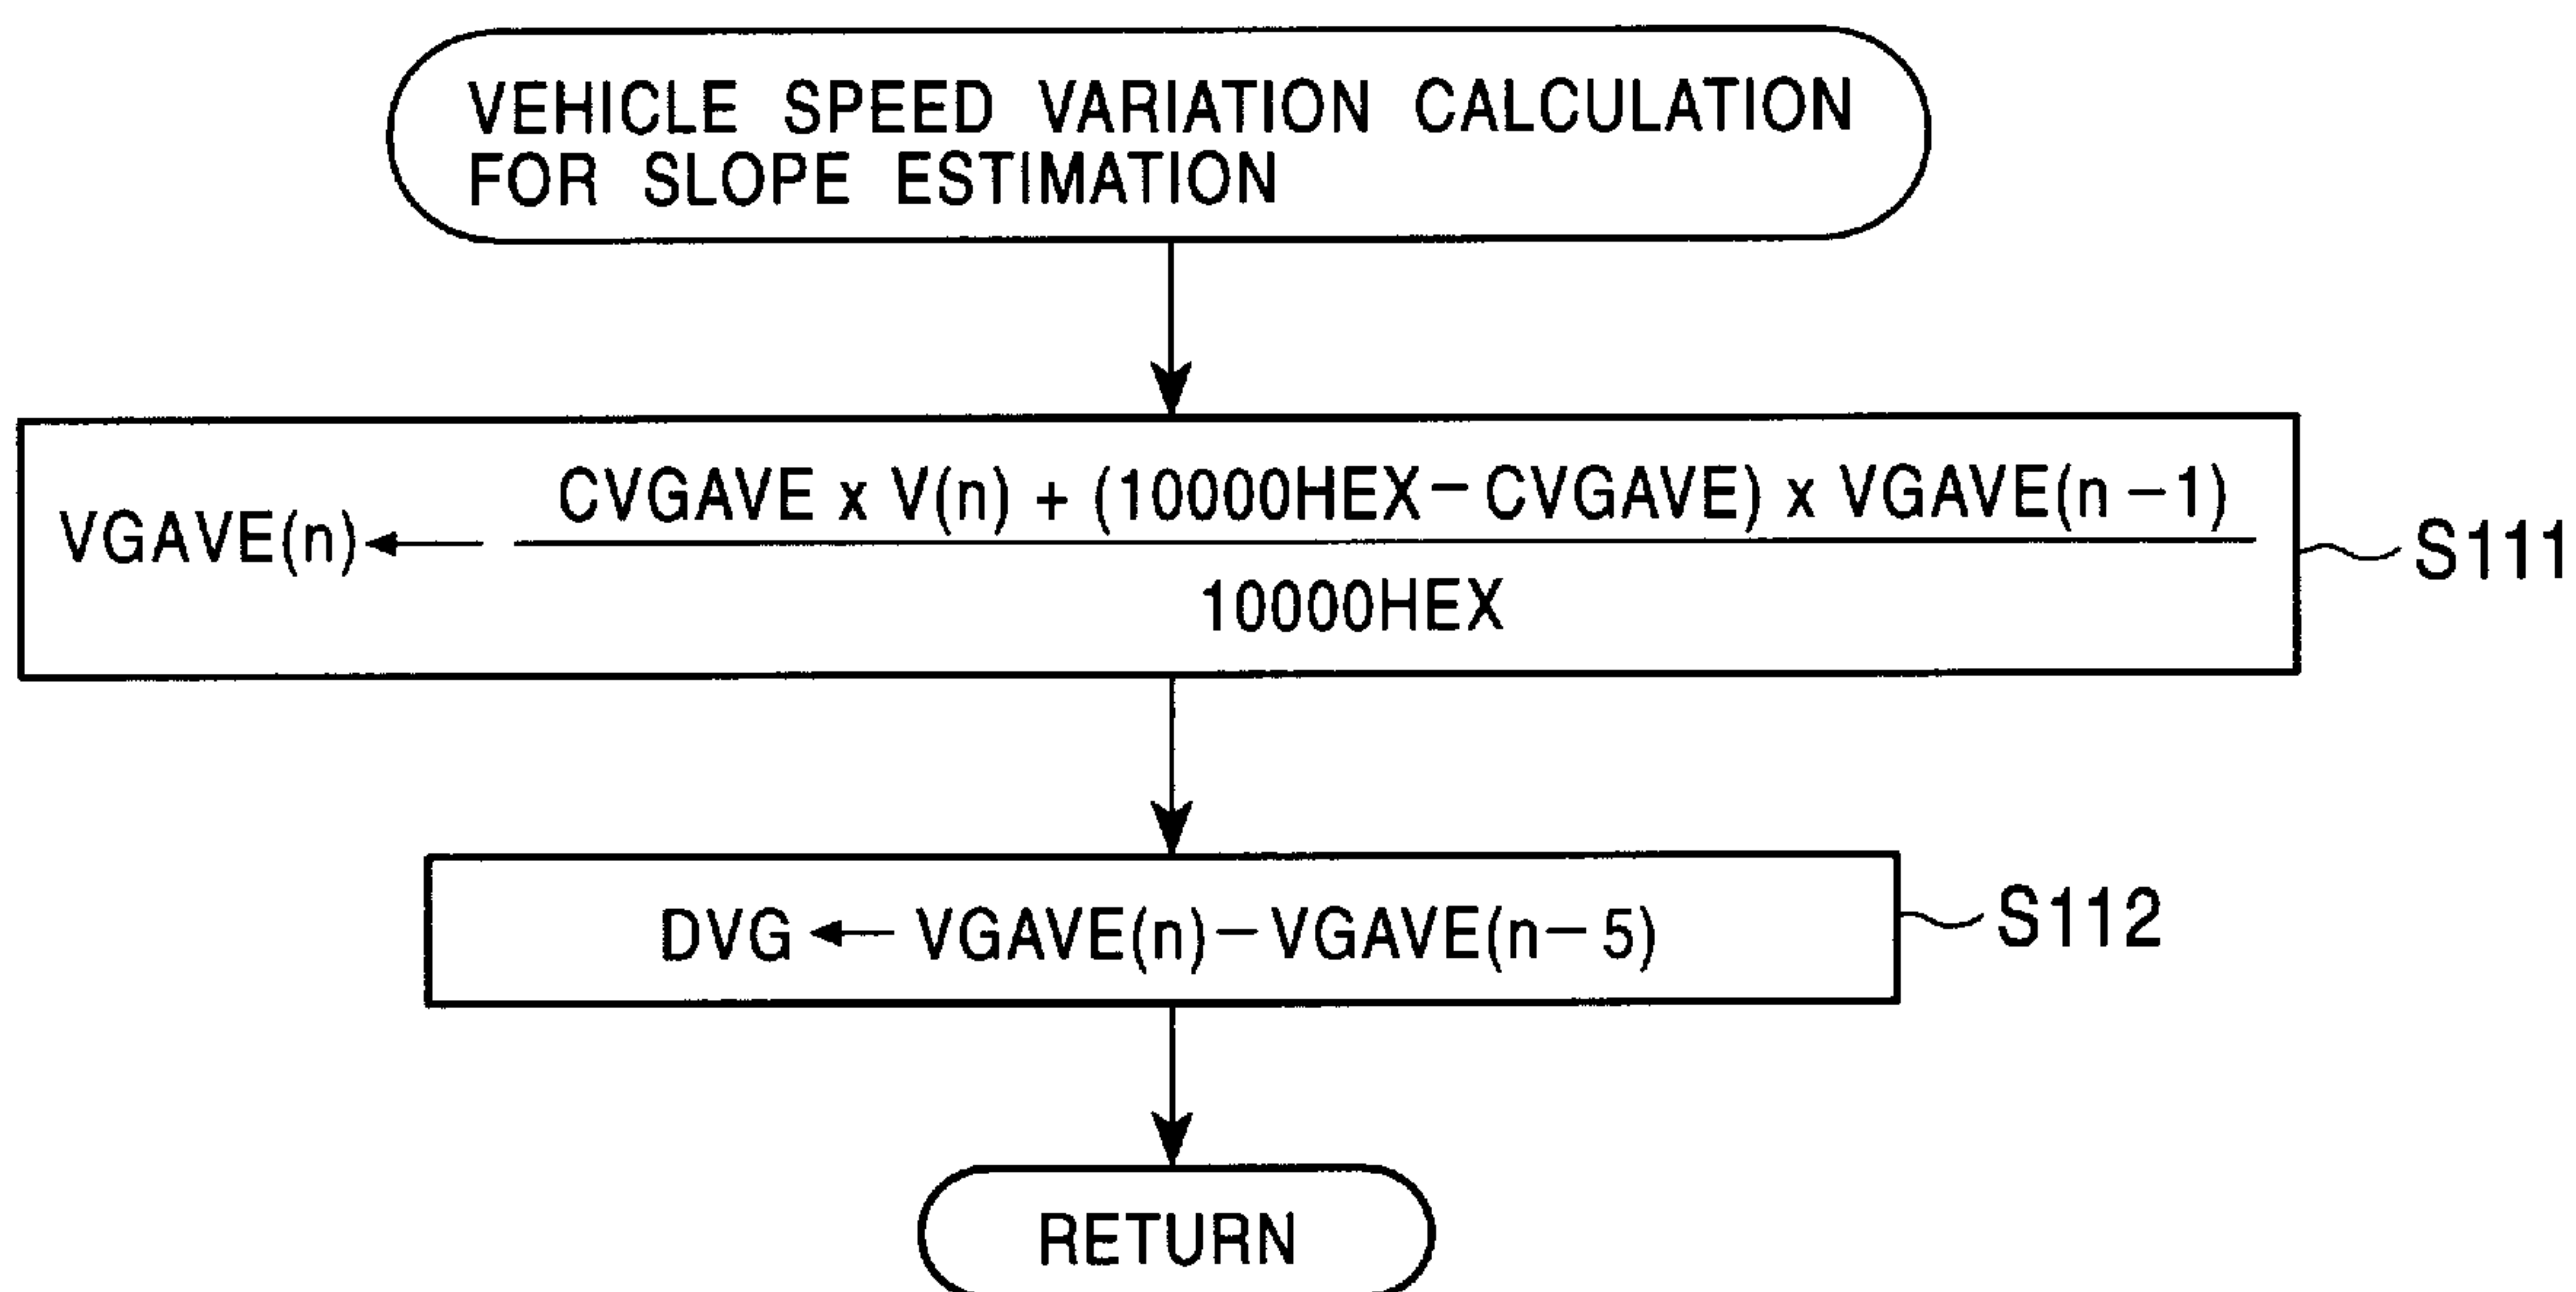 VEHICLE SPEED VARIATION CALCULATION
FOR SLOPE ESTIMATION
CVGAVE x V(n) + (10000HEX－CVGAVE) x VGAVE(n－1)
VGAVE(n)←
10000HEX
S111
DVG ← VGAVE(n)－VGAVE(n－5)
S112
RETURN